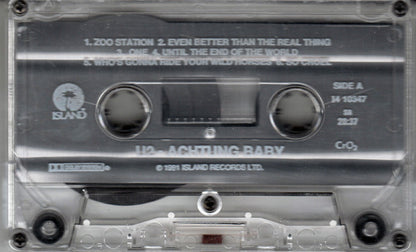 1. ZOO STATION 2. EVEN BETTER THAN THE REAL THING
3. ONE 4. UNTIL THE END OF THE WORLD
5. WHO'S GONNA RIDE YOUR WILD HORSES 6. SO CRUEL
ISLAND
SIDE A
14 10347
CrO2
U2 - ACHTUNG BABY
© 1991 ISLAND RECORDS LTD.